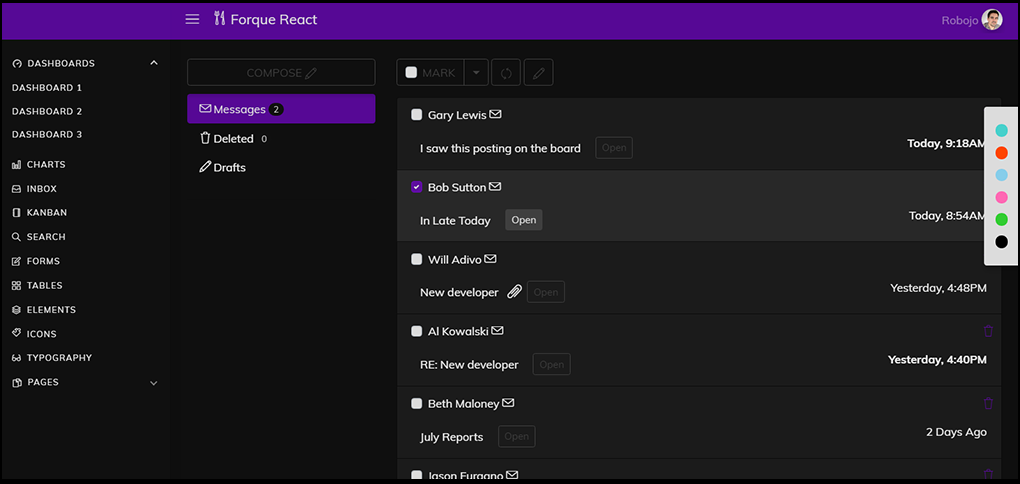 Forque React
Robojo
DASHBOARDS
DASHBOARD 1
DASHBOARD 2
DASHBOARD 3
CHARTS
INBOX
KANBAN
SEARCH
FORMS
TABLES
ELEMENTS
ICONS
TYPOGRAPHY
PAGES
COMPOSE
Messages 2
Deleted 0
Drafts
MARK
Gary Lewis
I saw this posting on the board Open
Today, 9:18AM
Bob Sutton
In Late Today Open
Today, 8:54AM
Will Adivo
New developer Open
Yesterday, 4:48PM
Al Kowalski
RE: New developer Open
Yesterday, 4:40PM
Beth Maloney
July Reports Open
2 Days Ago
Jason Furgano